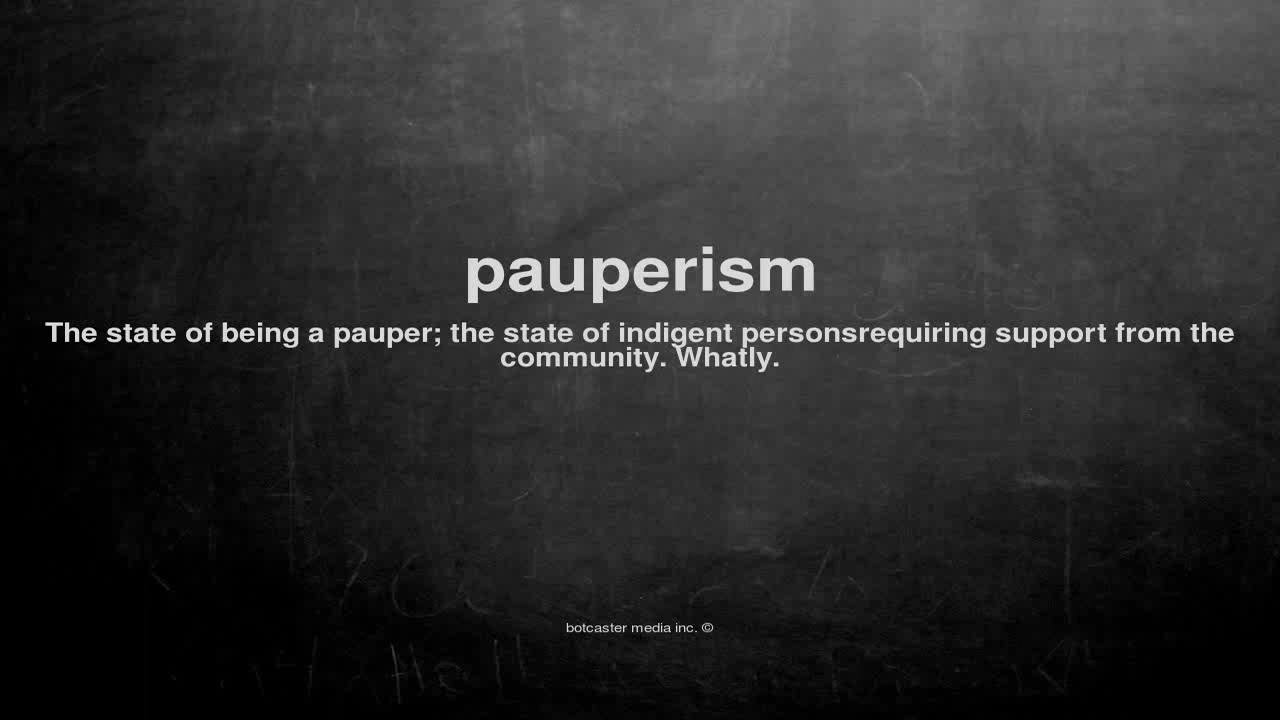 pauperism
The state of being a pauper; the state of indigent personsrequiring support from the
community. Whatly.
botcaster media inc. ©